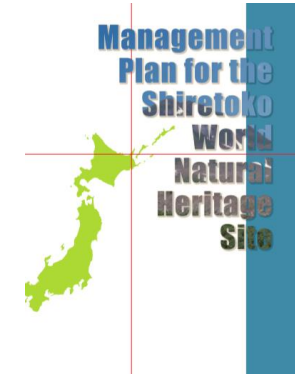 Management
Plan for the
Shiretoko
World
Natural
Heritage
Site